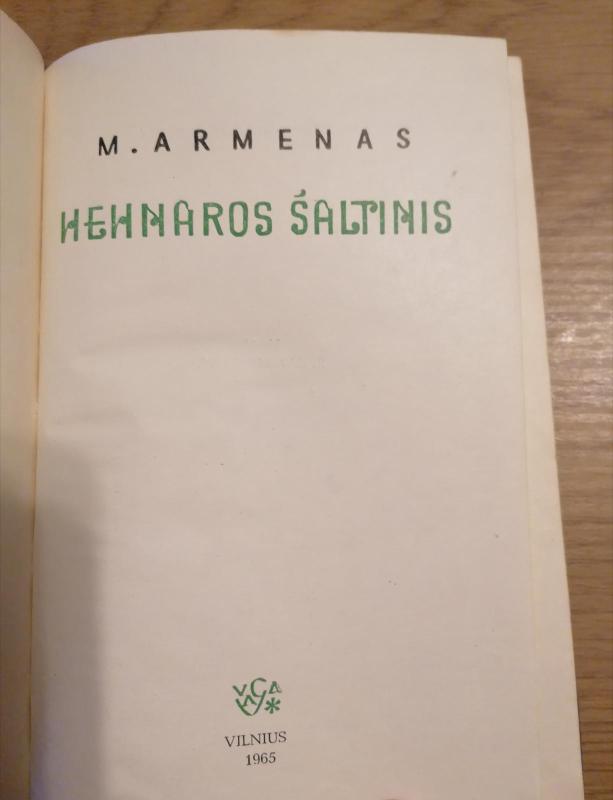 M. ARMENAS
HEHNAROS ŠALTINIS
VILNIUS
1965